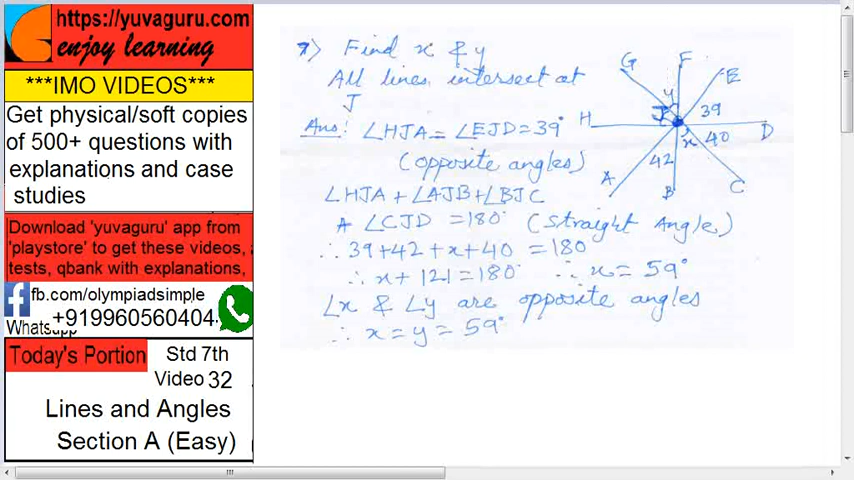 https://yuvaguru.com
enjoy learning
***IMO VIDEOS***
Get physical/soft copies
of 500+ questions with
explanations and case
studies
Download 'yuvaguru' app from
'playstore' to get these videos,
tests, qbank with explanations,
fb.com/olympiadsimple
+919960560404
Whatsapp
Today's Portion
Std 7th
Video 32
Lines and Angles
Section A (Easy)
7) Find x & y
All lines intersect at
J
Ans: ∠HJA = ∠EJD = 39°
(opposite angles)
∠HJA + ∠AJB + ∠BJC
∠CJD = 180° (Straight Angle)
∴ 39+42+x+40 = 180
∴ x+121 = 180° ∴ x = 59°
∠x & ∠y are opposite angles
∴ x = y = 59°
G
F
E
y
J
39
H
D
x
40
42
A
B
C